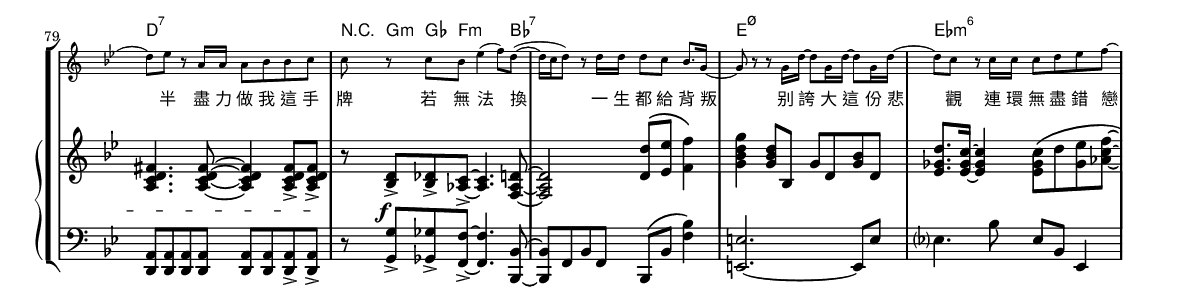 79 D7 N.C. Gm G♭ Fm B♭7 Eø E♭m6
半 盡 力 做 我 這 手 牌 若 無 法 換 一 生 都 給 背 叛 別 誇 大 這 份 悲 觀 連 環 無 盡 錯 戀
f